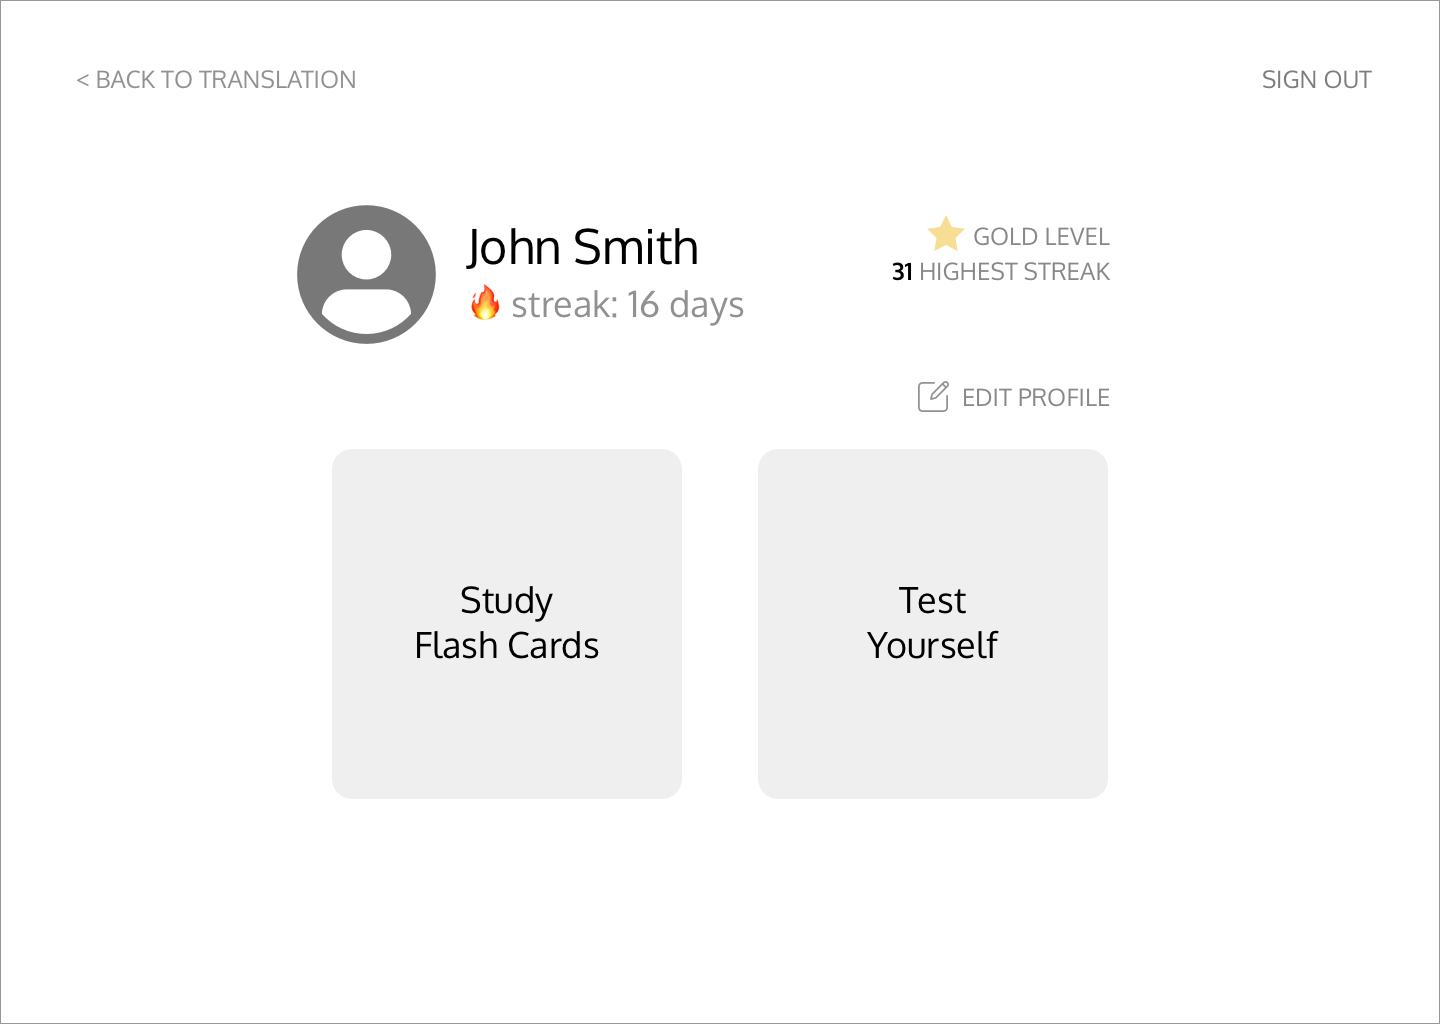 < BACK TO TRANSLATION
SIGN OUT
John Smith
🔥 streak: 16 days
GOLD LEVEL
31 HIGHEST STREAK
EDIT PROFILE
Study
Flash Cards
Test
Yourself